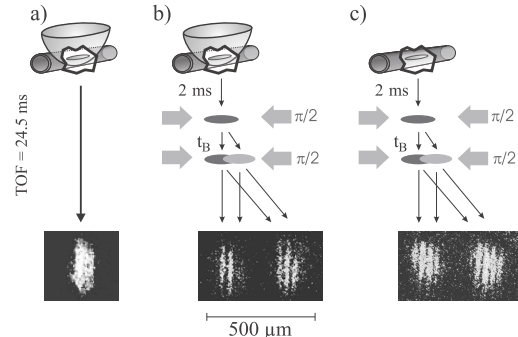 a)
b)
c)
TOF = 24.5 ms
2 ms
π/2
t_B
π/2
2 ms
π/2
t_B
π/2
500 µm